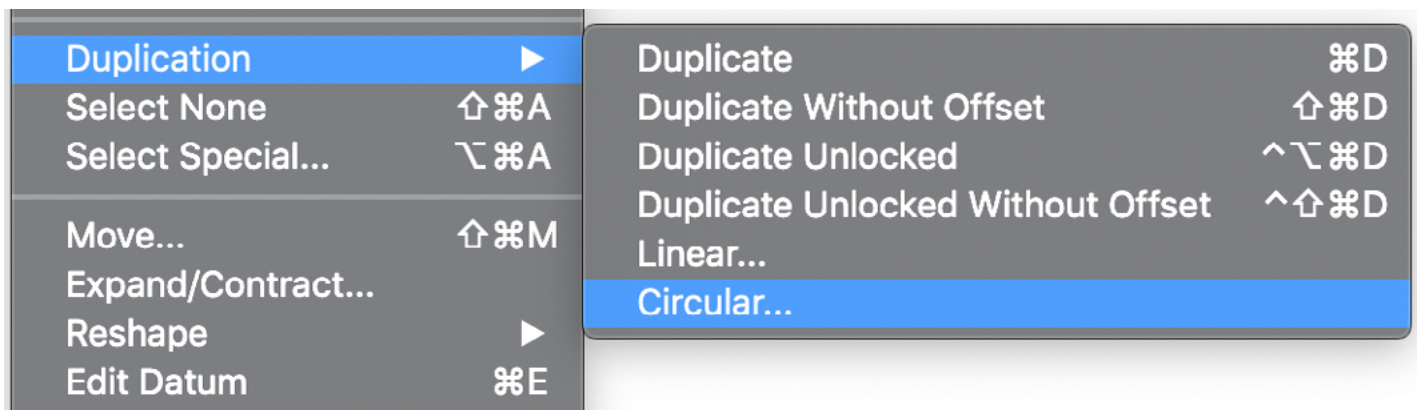 Duplication ▶
Select None ⇧⌘A
Select Special... ⌥⌘A
Move... ⇧⌘M
Expand/Contract...
Reshape ▶
Edit Datum ⌘E
Duplicate ⌘D
Duplicate Without Offset ⇧⌘D
Duplicate Unlocked ^⌥⌘D
Duplicate Unlocked Without Offset ^⇧⌘D
Linear...
Circular...